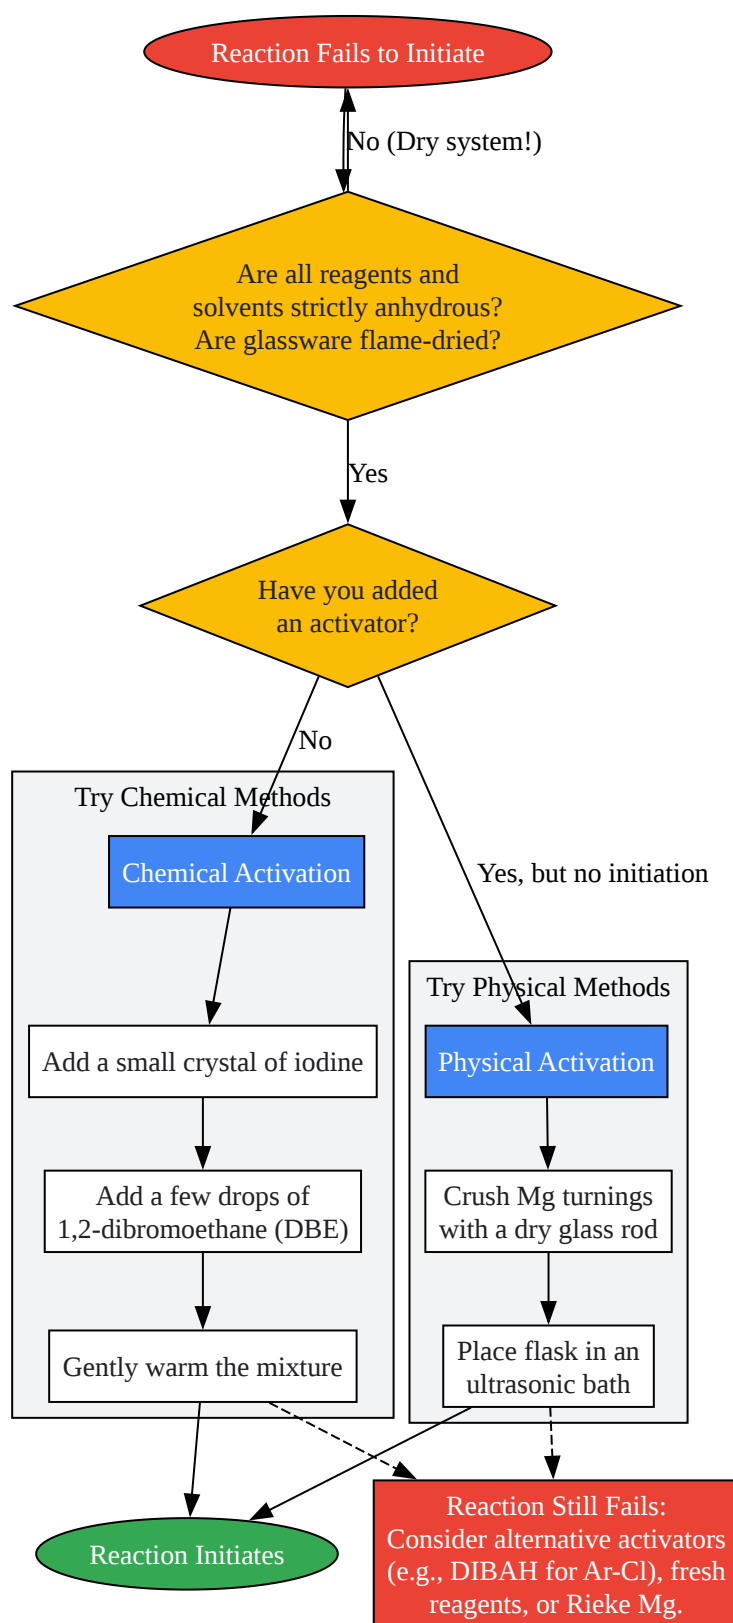 Reaction Fails to Initiate
No (Dry system!)
Are all reagents and
solvents strictly anhydrous?
Are glassware flame-dried?
Yes
Have you added
an activator?
No
Try Chemical Methods
Chemical Activation
Yes, but no initiation
Try Physical Methods
Add a small crystal of iodine
Physical Activation
Add a few drops of
1,2-dibromoethane (DBE)
Crush Mg turnings
with a dry glass rod
Gently warm the mixture
Place flask in an
ultrasonic bath
Reaction Initiates
Reaction Still Fails:
Consider alternative activators
(e.g., DIBAH for Ar-Cl), fresh
reagents, or Rieke Mg.